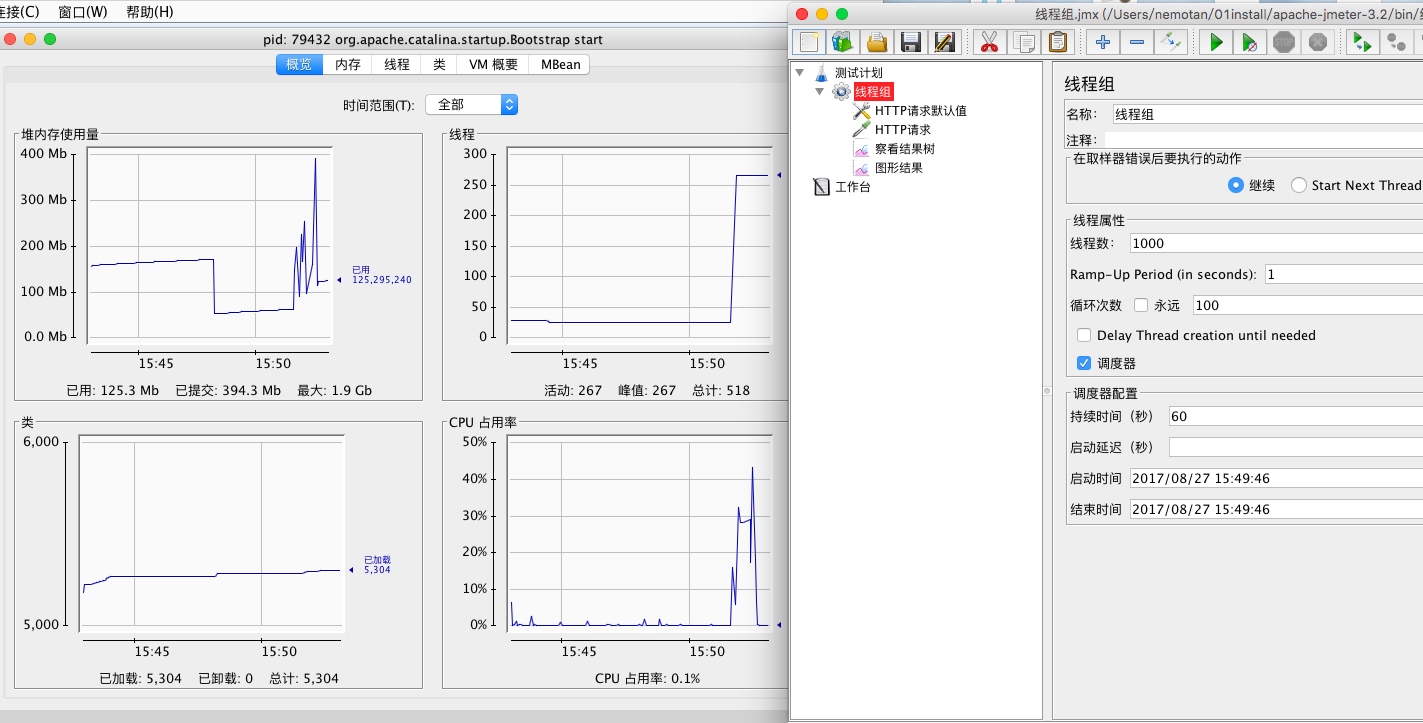 连接(C) 窗口(W) 帮助(H)
pid: 79432 org.apache.catalina.startup.Bootstrap start
概览 内存 线程 类 VM 概要 MBean
时间范围(T): 全部
堆内存使用量
400 Mb
300 Mb
200 Mb
100 Mb
0.0 Mb
已用
125,295,240
15:45 15:50
已用: 125.3 Mb 已提交: 394.3 Mb 最大: 1.9 Gb
线程
300
250
200
150
100
50
0
15:45 15:50
活动: 267 峰值: 267 总计: 518
类
6,000
5,000
已加载
5,304
15:45 15:50
已加载: 5,304 已卸载: 0 总计: 5,304
CPU 占用率
50%
40%
30%
20%
10%
0%
15:45 15:50
CPU 占用率: 0.1%
线程组.jmx (/Users/nemotan/01install/apache-jmeter-3.2/bin/
STOP
测试计划
线程组
HTTP请求默认值
HTTP请求
察看结果树
图形结果
工作台
线程组
名称: 线程组
注释:
在取样器错误后要执行的动作
继续 Start Next Thread
线程属性
线程数: 1000
Ramp-Up Period (in seconds): 1
循环次数 永远 100
Delay Thread creation until needed
调度器
调度器配置
持续时间（秒） 60
启动延迟（秒）
启动时间 2017/08/27 15:49:46
结束时间 2017/08/27 15:49:46